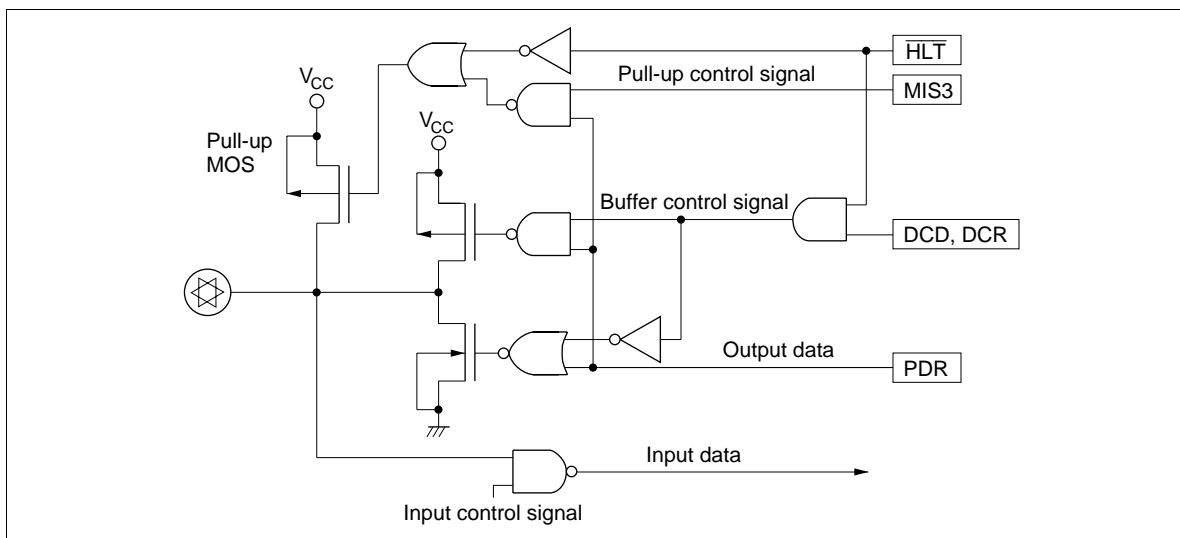 HLT
Pull-up control signal
MIS3
VCC
Pull-up
MOS
VCC
Buffer control signal
DCD, DCR
Output data
PDR
Input data
Input control signal